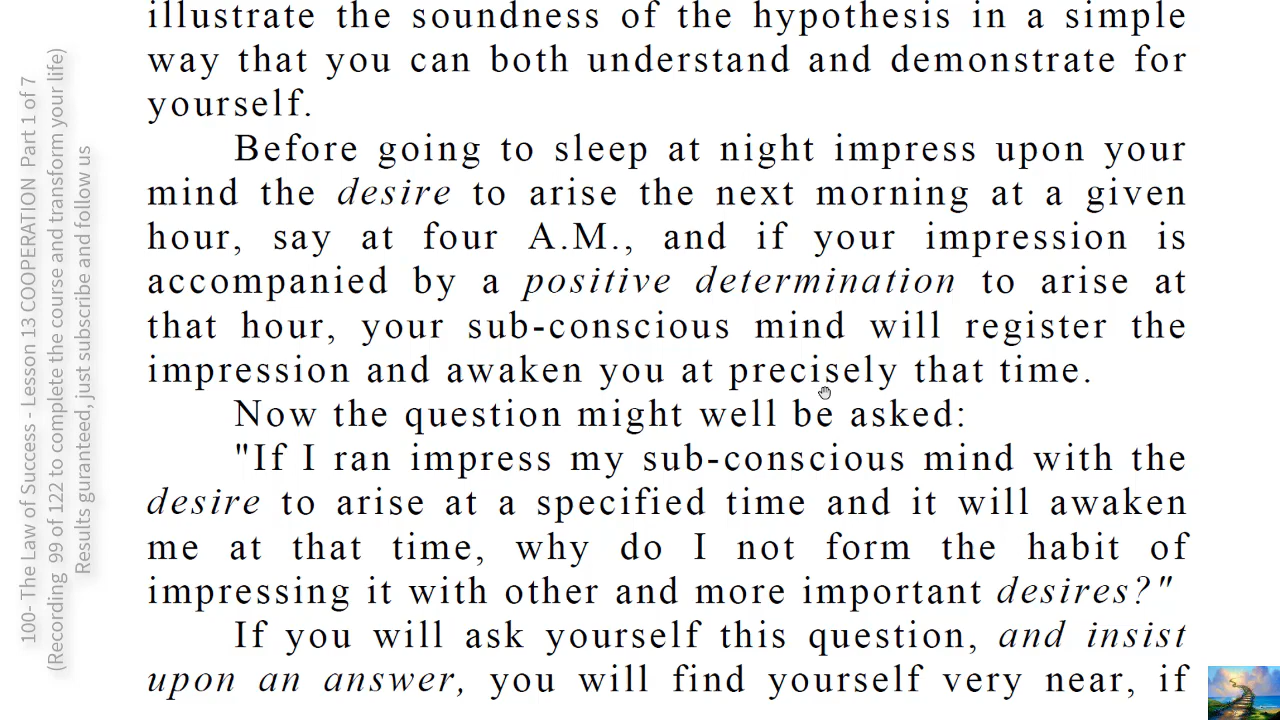 illustrate the soundness of the hypothesis in a simple
way that you can both understand and demonstrate for
yourself.
Before going to sleep at night impress upon your
mind the desire to arise the next morning at a given
hour, say at four A.M., and if your impression is
accompanied by a positive determination to arise at
that hour, your sub-conscious mind will register the
impression and awaken you at precisely that time.
Now the question might well be asked:
"If I ran impress my sub-conscious mind with the
desire to arise at a specified time and it will awaken
me at that time, why do I not form the habit of
impressing it with other and more important desires?"
If you will ask yourself this question, and insist
upon an answer, you will find yourself very near, if
100- The Law of Success - Lesson 13 COOPERATION Part 1 of 7
(Recording 99 of 122 to complete the course and transform your life)
Results guranteed, just subscribe and follow us